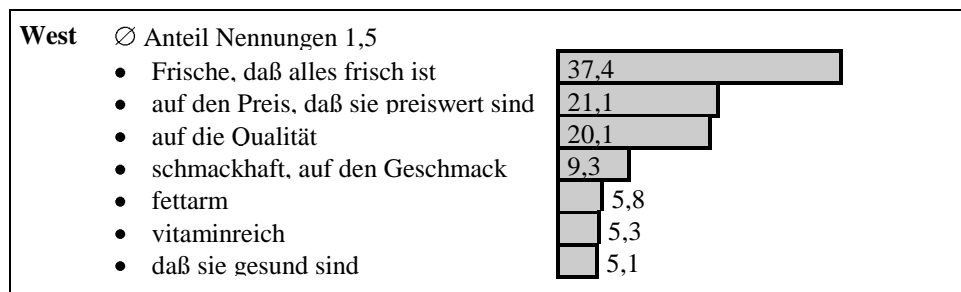 West ∅ Anteil Nennungen 1,5
• Frische, daß alles frisch ist 37,4
• auf den Preis, daß sie preiswert sind 21,1
• auf die Qualität 20,1
• schmackhaft, auf den Geschmack 9,3
• fettarm 5,8
• vitaminreich 5,3
• daß sie gesund sind 5,1